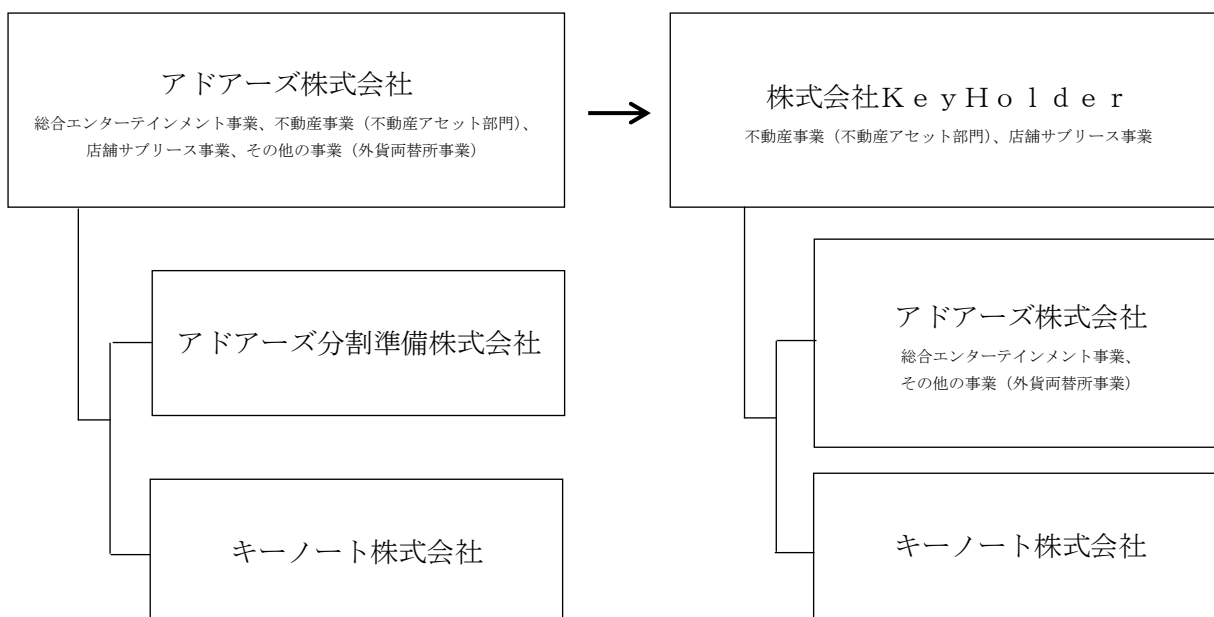 アドアーズ株式会社
総合エンターテインメント事業、不動産事業（不動産アセット部門）、
店舗サブリース事業、その他の事業（外貨両替所事業）
アドアーズ分割準備株式会社
キーノート株式会社
株式会社ＫｅｙＨｏｌｄｅｒ
不動産事業（不動産アセット部門）、店舗サブリース事業
アドアーズ株式会社
総合エンターテインメント事業、
その他の事業（外貨両替所事業）
キーノート株式会社